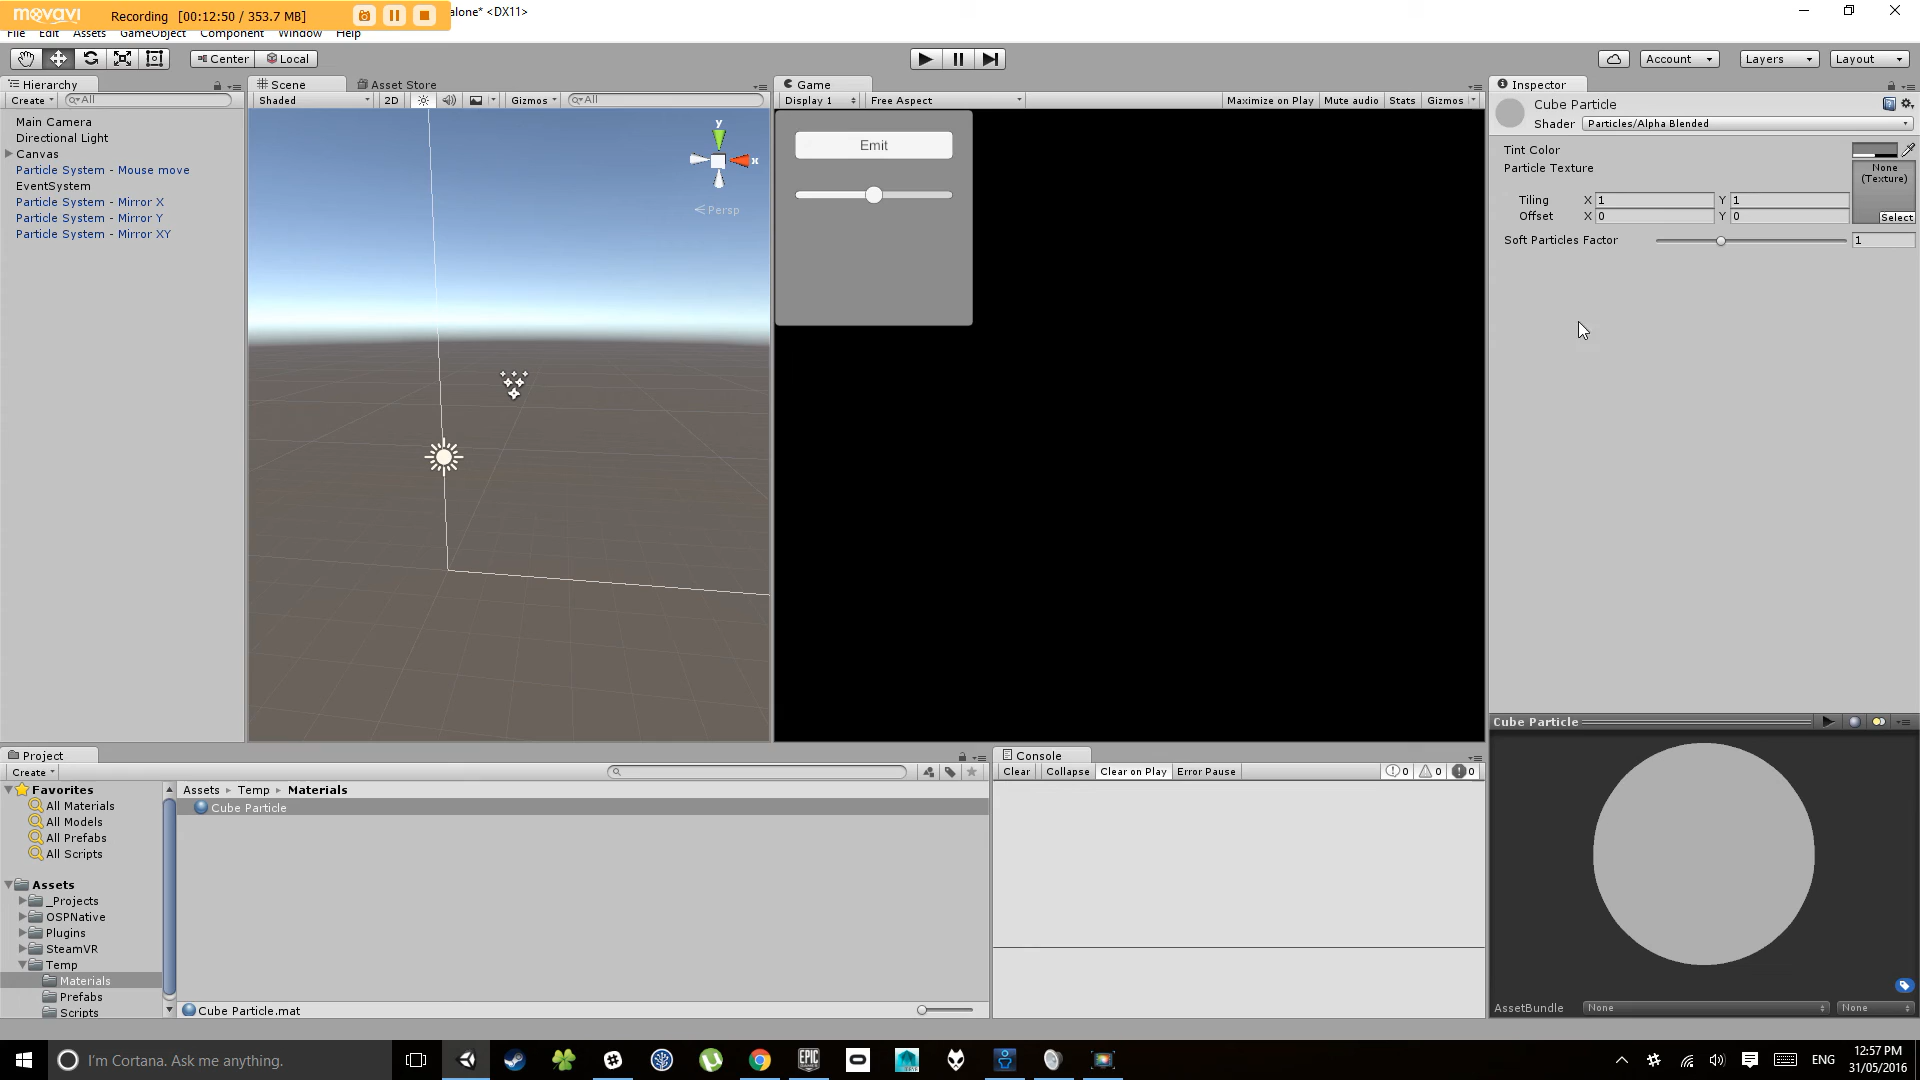 movavi Recording [00:12:50 / 353.7 MB] alone* <DX11>
File Edit Assets GameObject Component Window Help
Center Local Account Layers Layout
Hierarchy
Create All
Main Camera
Directional Light
Canvas
Particle System - Mouse move
EventSystem
Particle System - Mirror X
Particle System - Mirror Y
Particle System - Mirror XY
Scene Asset Store
Shaded 2D Gizmos All
y
x
Persp
Game
Display 1 Free Aspect Maximize on Play Mute audio Stats Gizmos
Emit
Inspector
Cube Particle
Shader Particles/Alpha Blended
Tint Color
Particle Texture
None
(Texture)
Tiling X 1 Y 1
Offset X 0 Y 0
Select
Soft Particles Factor 1
Cube Particle
AssetBundle None None
Project
Create
Favorites
All Materials
All Models
All Prefabs
All Scripts
Assets
_Projects
OSPNative
Plugins
SteamVR
Temp
Materials
Prefabs
Scripts
Assets Temp Materials
Cube Particle
Cube Particle.mat
Console
Clear Collapse Clear on Play Error Pause 0 0 0
I'm Cortana. Ask me anything.
EPIC
ENG
12:57 PM
31/05/2016